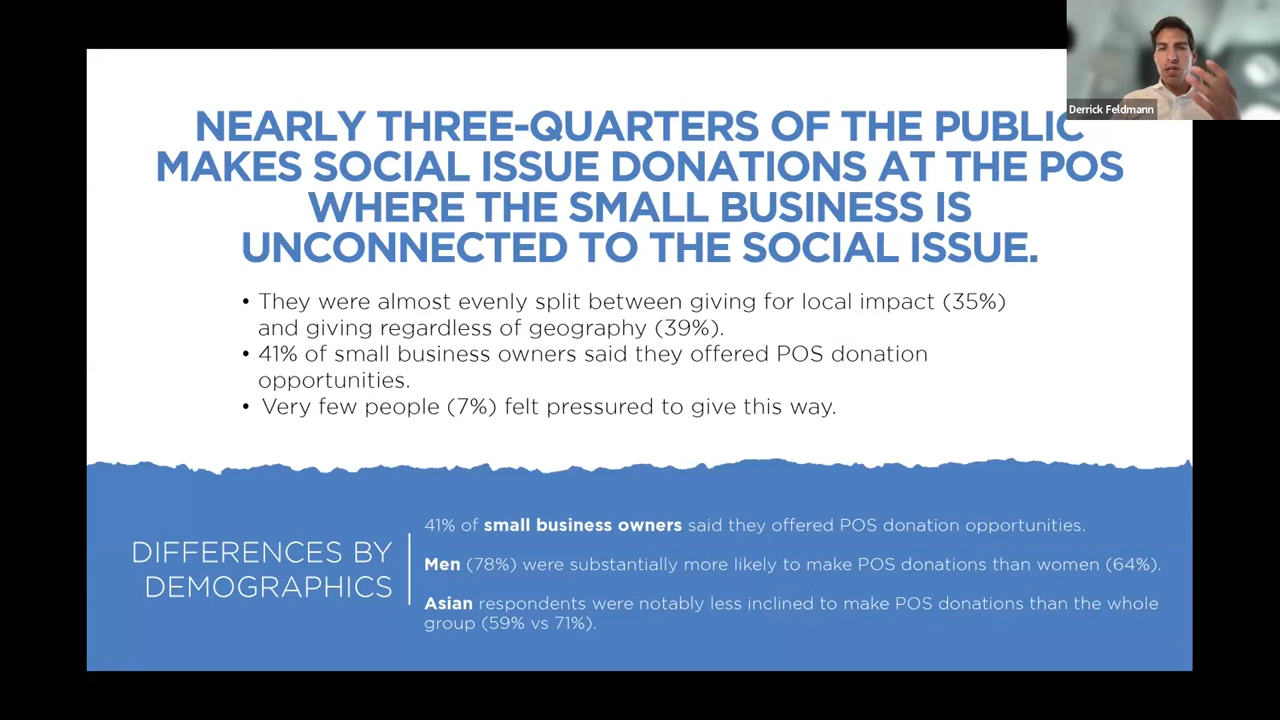 Derrick Feldmann
NEARLY THREE-QUARTERS OF THE PUBLIC
MAKES SOCIAL ISSUE DONATIONS AT THE POS
WHERE THE SMALL BUSINESS IS
UNCONNECTED TO THE SOCIAL ISSUE.
• They were almost evenly split between giving for local impact (35%)
and giving regardless of geography (39%).
• 41% of small business owners said they offered POS donation
opportunities.
• Very few people (7%) felt pressured to give this way.
DIFFERENCES BY
DEMOGRAPHICS
41% of small business owners said they offered POS donation opportunities.
Men (78%) were substantially more likely to make POS donations than women (64%).
Asian respondents were notably less inclined to make POS donations than the whole
group (59% vs 71%).